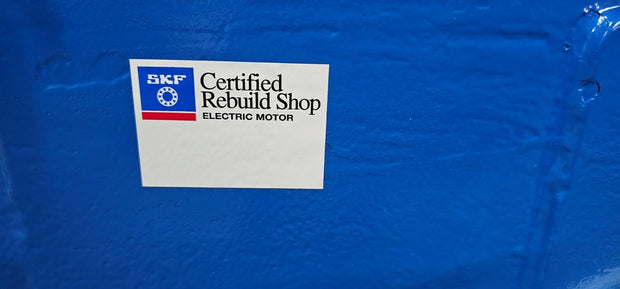 SKF
Certified
Rebuild Shop
ELECTRIC MOTOR